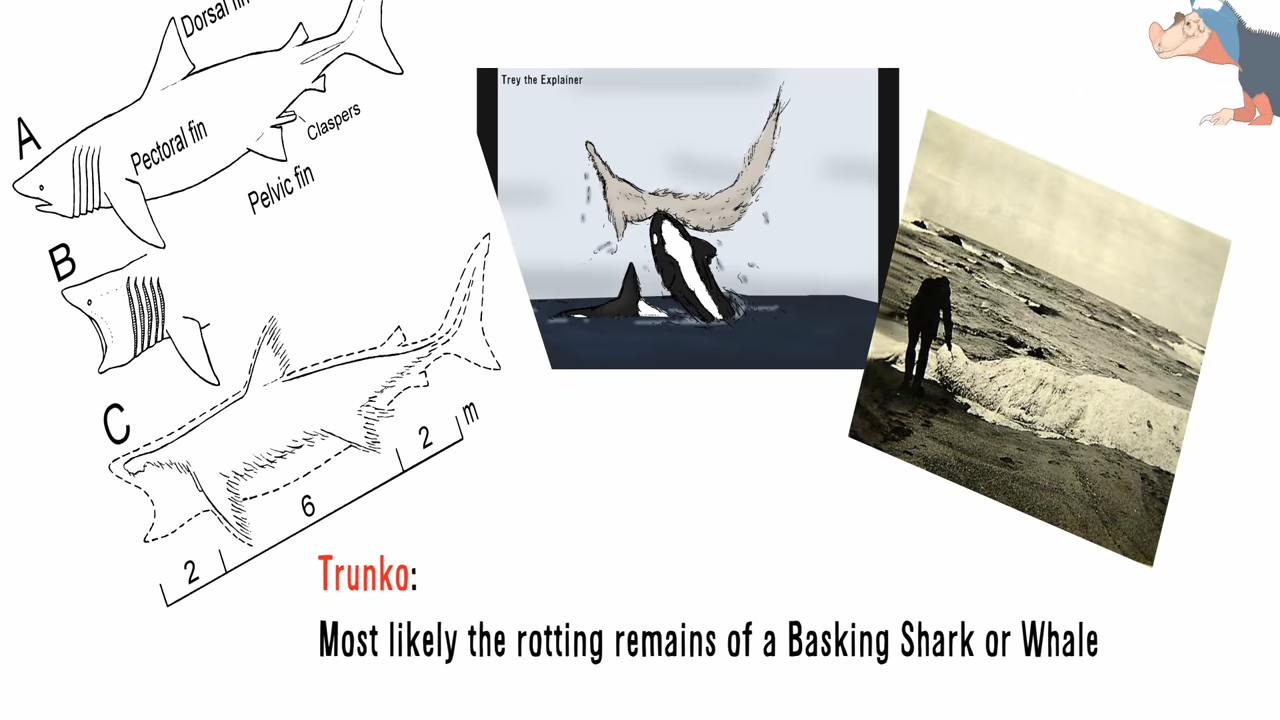 Dorsal fin
A
Pectoral fin
Claspers
Pelvic fin
B
C
2
6
2
m
Trey the Explainer
Trunko:
Most likely the rotting remains of a Basking Shark or Whale